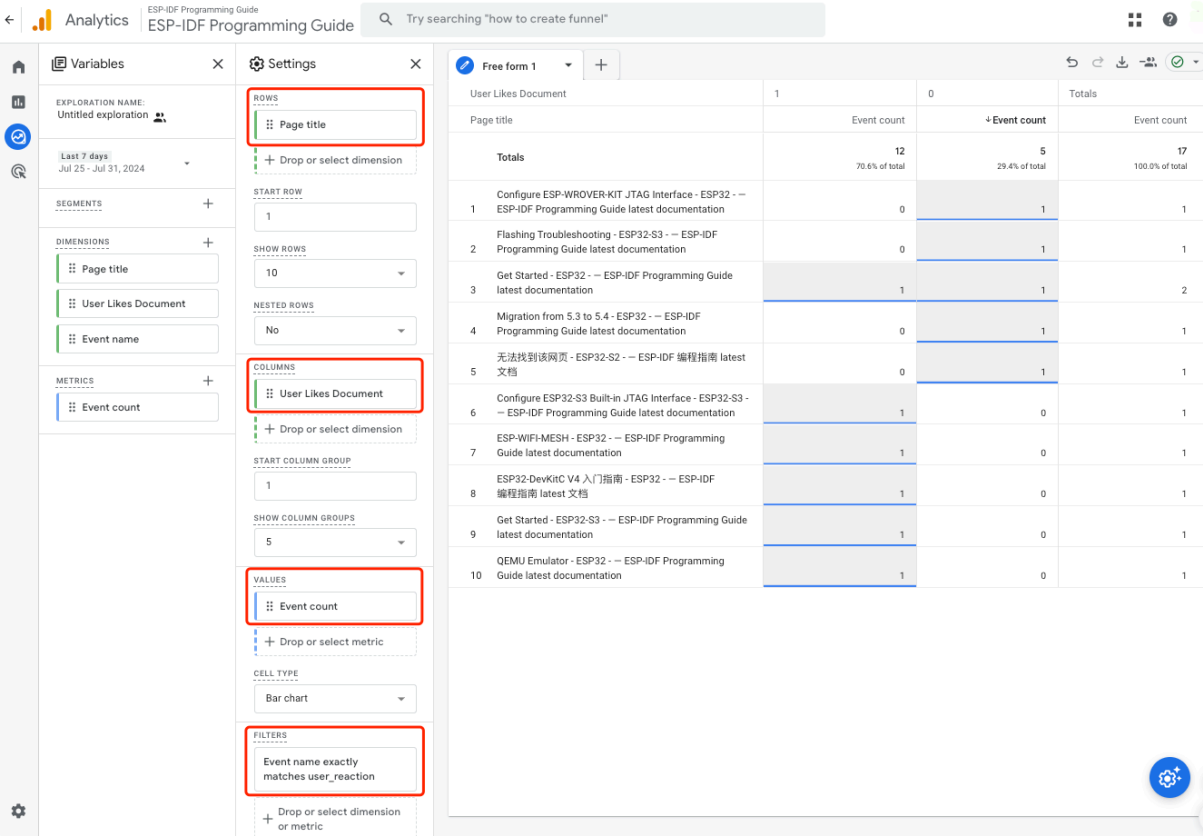 Analytics
ESP-IDF Programming Guide
ESP-IDF Programming Guide
Try searching "how to create funnel"
Variables
EXPLORATION NAME:
Untitled exploration
Last 7 days
Jul 25 - Jul 31, 2024
SEGMENTS
DIMENSIONS
Page title
User Likes Document
Event name
METRICS
Event count
Settings
ROWS
Page title
Drop or select dimension
START ROW
1
SHOW ROWS
10
NESTED ROWS
No
COLUMNS
User Likes Document
Drop or select dimension
START COLUMN GROUP
1
SHOW COLUMN GROUPS
5
VALUES
Event count
Drop or select metric
CELL TYPE
Bar chart
FILTERS
Event name exactly
matches user_reaction
Drop or select dimension
or metric
Free form 1
User Likes Document 1 0 Totals
Page title Event count ↓Event count Event count
Totals 12 5 17
70.6% of total 29.4% of total 100.0% of total
Configure ESP-WROVER-KIT JTAG Interface - ESP32 - —
1 ESP-IDF Programming Guide latest documentation 0 1 1
Flashing Troubleshooting - ESP32-S3 - — ESP-IDF
2 Programming Guide latest documentation 0 1 1
Get Started - ESP32 - — ESP-IDF Programming Guide
3 latest documentation 1 1 2
Migration from 5.3 to 5.4 - ESP32 - — ESP-IDF
4 Programming Guide latest documentation 0 1 1
无法找到该网页 - ESP32-S2 - — ESP-IDF 编程指南 latest
5 文档 0 1 1
Configure ESP32-S3 Built-in JTAG Interface - ESP32-S3 -
6 — ESP-IDF Programming Guide latest documentation 1 0 1
ESP-WIFI-MESH - ESP32 - — ESP-IDF Programming
7 Guide latest documentation 1 0 1
ESP32-DevKitC V4 入门指南 - ESP32 - — ESP-IDF
8 编程指南 latest 文档 1 0 1
Get Started - ESP32-S3 - — ESP-IDF Programming Guide
9 latest documentation 1 0 1
QEMU Emulator - ESP32 - — ESP-IDF Programming
10 Guide latest documentation 1 0 1